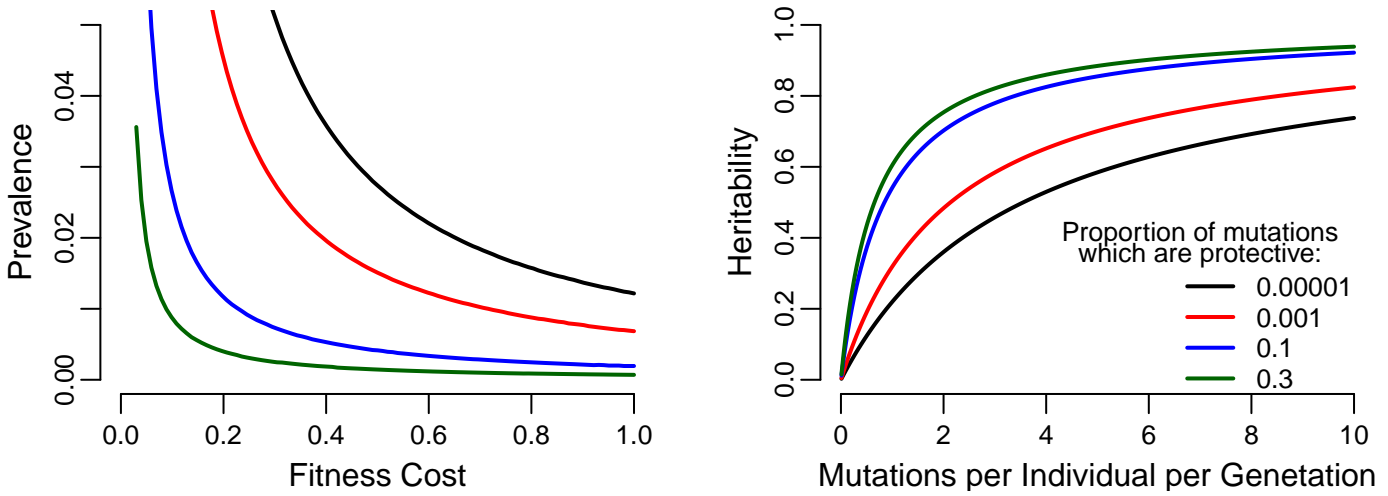 Prevalence
0.04
0.02
0.00
0.0 0.2 0.4 0.6 0.8 1.0
Fitness Cost
Heritability
1.0
0.8
0.6
0.4
0.2
0.0
Proportion of mutations
which are protective:
0.00001
0.001
0.1
0.3
0 2 4 6 8 10
Mutations per Individual per Genetation